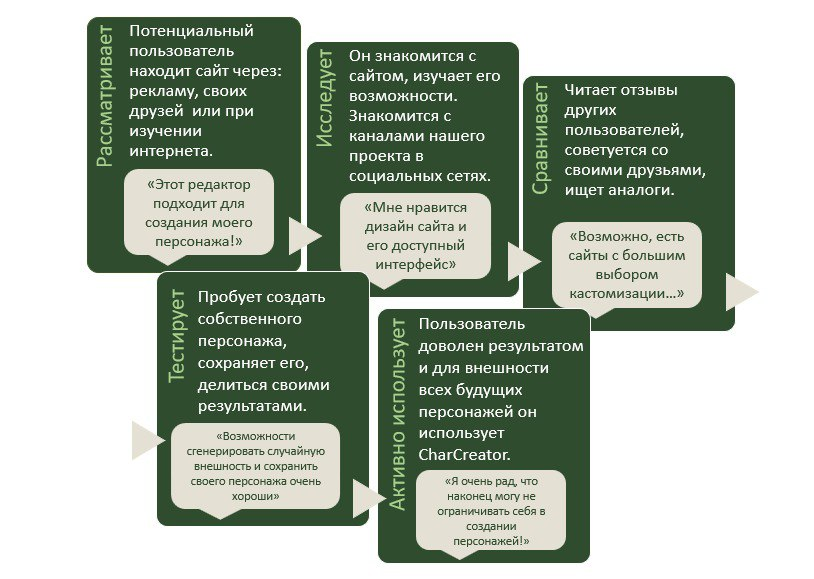 Рассматривает
Потенциальный
пользователь
находит сайт через:
рекламу, своих
друзей или при
изучении
интернета.
«Этот редактор
подходит для
создания моего
персонажа!»
Исследует
Он знакомится с
сайтом, изучает его
возможности.
Знакомится с
каналами нашего
проекта в
социальных сетях.
«Мне нравится
дизайн сайта и
его доступный
интерфейс»
Сравнивает
Читает отзывы
других
пользователей,
советуется со
своими друзьями,
ищет аналоги.
«Возможно, есть
сайты с большим
выбором
кастомизации…»
Тестирует
Пробует создать
собственного
персонажа,
сохраняет его,
делиться своими
результатами.
«Возможности
сгенерировать случайную
внешность и сохранить
своего персонажа очень
хороши»
Активно использует
Пользователь
доволен результатом
и для внешности
всех будущих
персонажей он
использует
CharCreator.
«Я очень рад, что
наконец могу не
ограничивать себя в
создании
персонажей!»